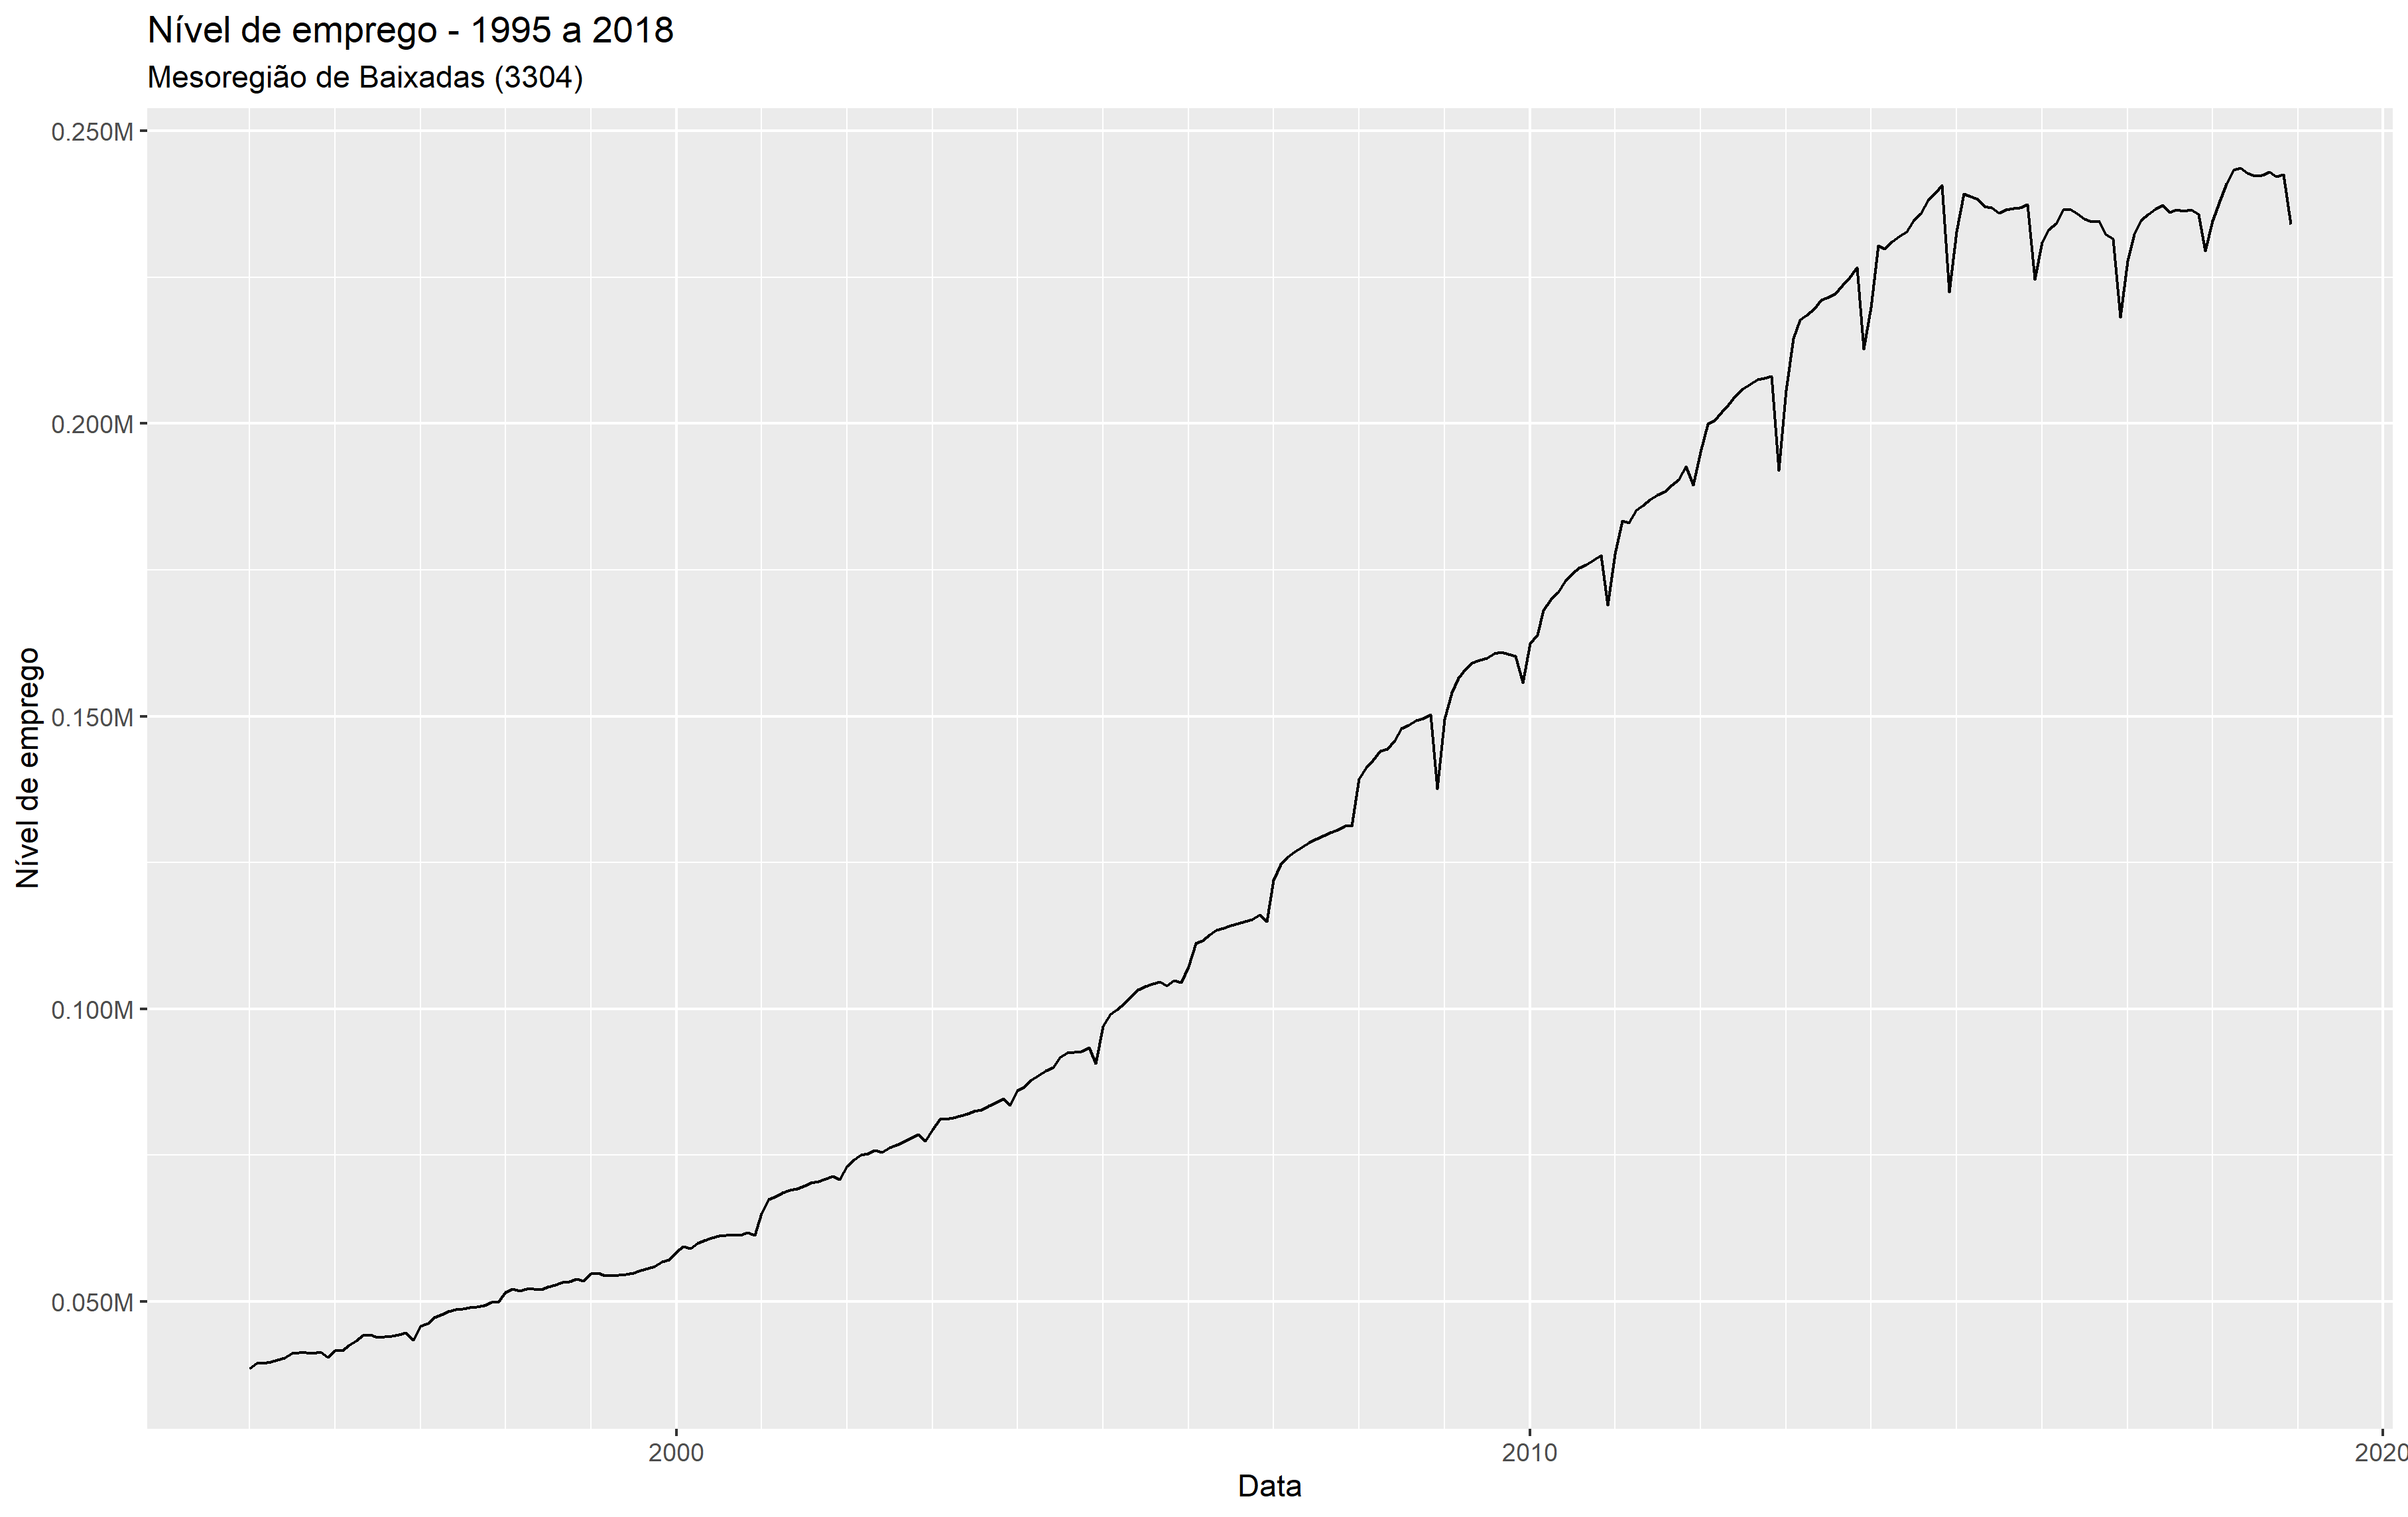 Nível de emprego - 1995 a 2018
Mesoregião de Baixadas (3304)
0.250M
0.200M
0.150M
0.100M
0.050M
Nível de emprego
2000
2010
2020
Data